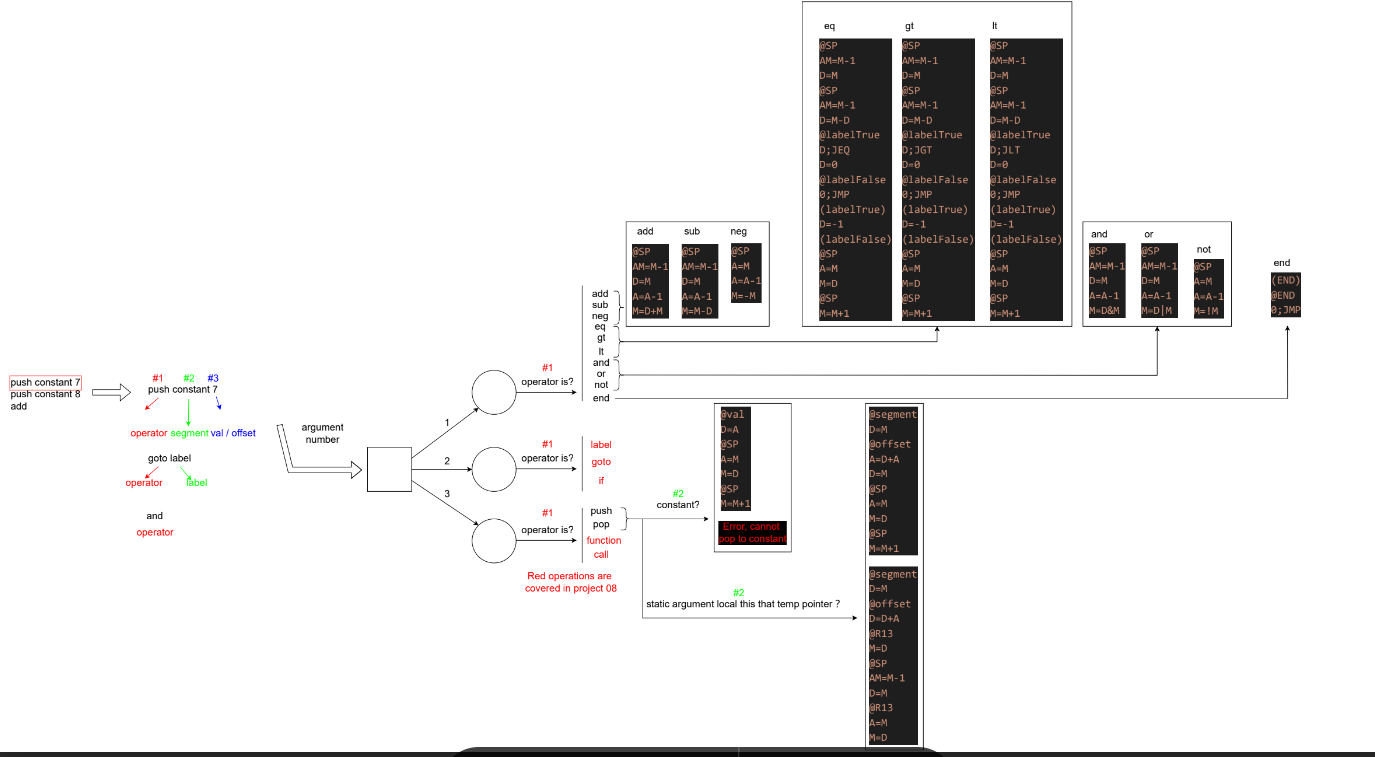 push constant 7
push constant 8
add
#1 #2 #3
push constant 7
operator segment val / offset
goto label
operator label
and
operator
argument
number
1
2
3
#1
operator is?
add
sub
neg
eq
gt
lt
and
or
not
end
#1
operator is?
label
goto
if
#1
operator is?
push
pop
function
call
Red operations are
covered in project 08
#2
constant?
#2
static argument local this that temp pointer ?
add
@SP
AM=M-1
D=M
A=A-1
M=D+M
sub
@SP
AM=M-1
D=M
A=A-1
M=M-D
neg
@SP
A=M
A=A-1
M=-M
eq
@SP
AM=M-1
D=M
@SP
AM=M-1
D=M-D
@labelTrue
D;JEQ
D=0
@labelFalse
0;JMP
(labelTrue)
D=-1
(labelFalse)
@SP
A=M
M=D
@SP
M=M+1
gt
@SP
AM=M-1
D=M
@SP
AM=M-1
D=M-D
@labelTrue
D;JGT
D=0
@labelFalse
0;JMP
(labelTrue)
D=-1
(labelFalse)
@SP
A=M
M=D
@SP
M=M+1
lt
@SP
AM=M-1
D=M
@SP
AM=M-1
D=M-D
@labelTrue
D;JLT
D=0
@labelFalse
0;JMP
(labelTrue)
D=-1
(labelFalse)
@SP
A=M
M=D
@SP
M=M+1
and
@SP
AM=M-1
D=M
A=A-1
M=D&M
or
@SP
AM=M-1
D=M
A=A-1
M=D|M
not
@SP
A=M
A=A-1
M=!M
end
(END)
@END
0;JMP
@val
D=A
@SP
A=M
M=D
@SP
M=M+1
Error, cannot
pop to constant
@segment
D=M
@offset
A=D+A
D=M
@SP
A=M
M=D
@SP
M=M+1
@segment
D=M
@offset
D=D+A
@R13
M=D
@SP
AM=M-1
D=M
@R13
A=M
M=D